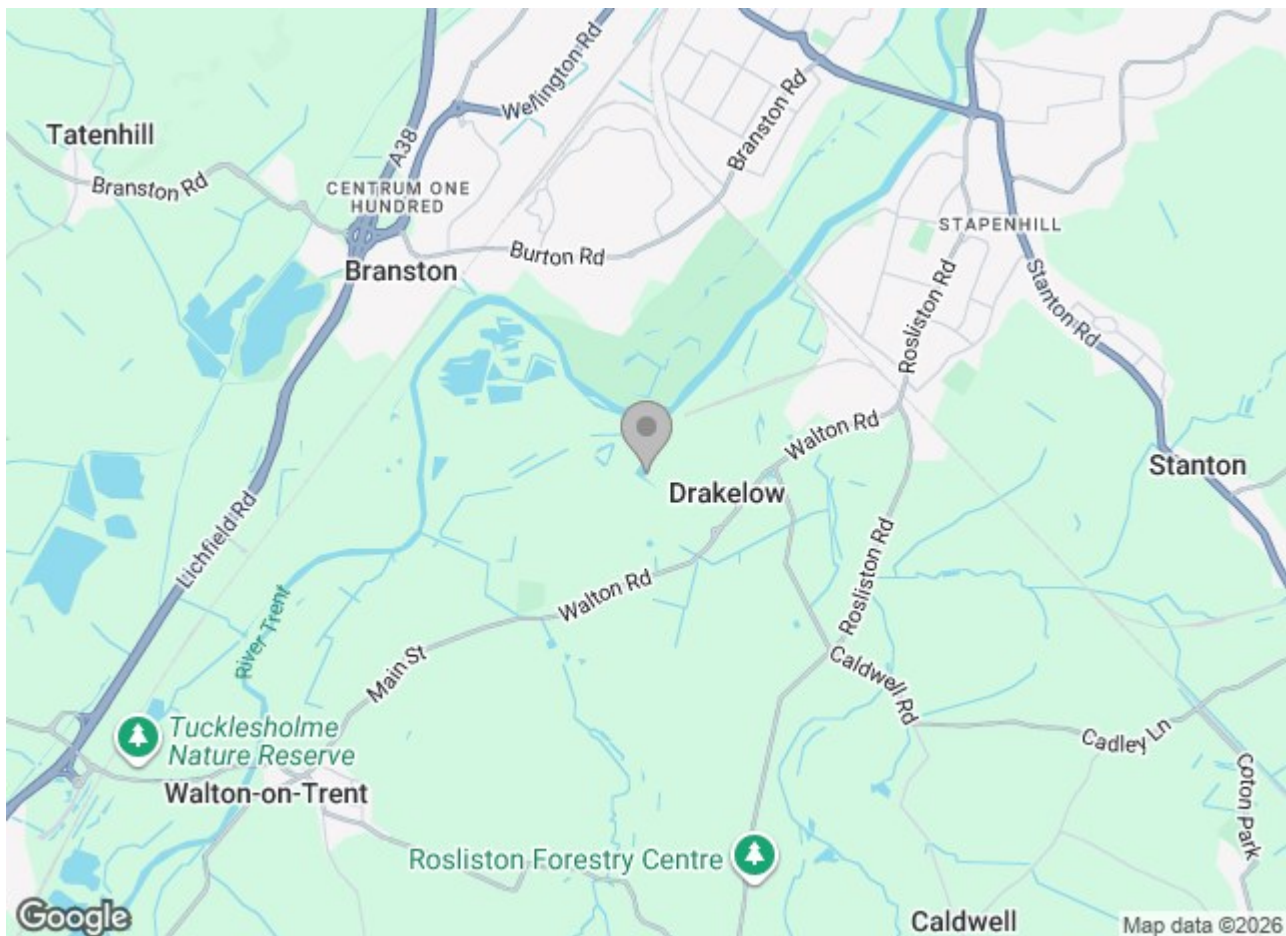 Wellington Rd
Branston Rd
Tatenhill
A38
Branston Rd
CENTRUM ONE
HUNDRED
STAPENHILL
Burton Rd
Branston
Rosliston Rd
Stanton Rd
Walton Rd
Stanton
Drakelow
Lichfield Rd
Rosliston Rd
Walton Rd
River Trent
Main St
Caldwell Rd
Tucklesholme
Nature Reserve
Cadley Ln
Walton-on-Trent
Coton Park
Rosliston Forestry Centre
Caldwell
Google
Map data ©2026